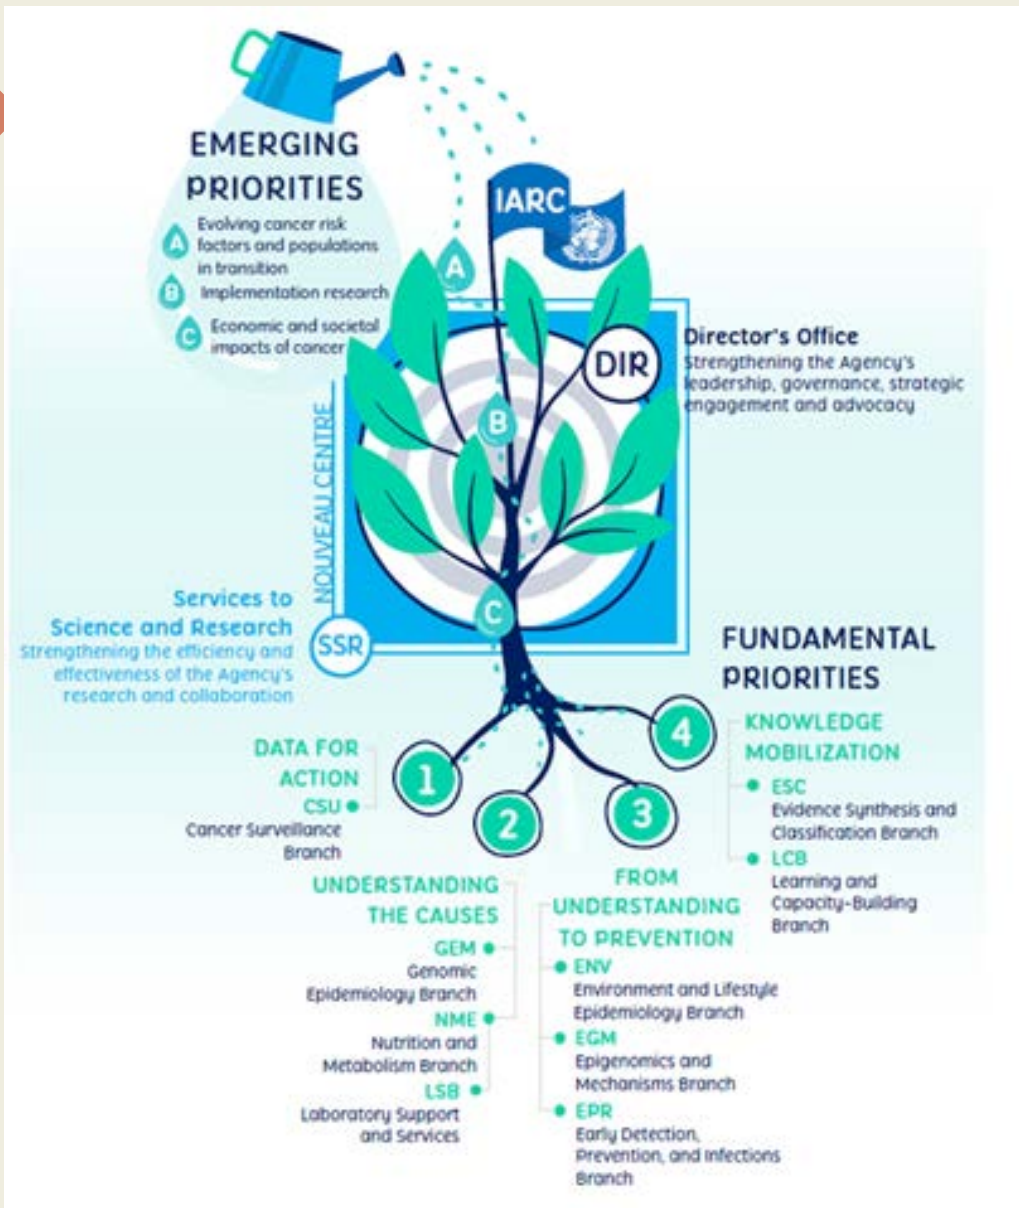 EMERGING
PRIORITIES
A
Evolving cancer risk
factors and populations
in transition
B
Implementation research
C
Economic and societal
impacts of cancer
IARC
A
DIR
Director's Office
Strengthening the Agency's
leadership, governance, strategic
engagement and advocacy
B
NOUVEAU CENTRE
C
Services to
Science and Research
SSR
Strengthening the efficiency and
effectiveness of the Agency's
research and collaboration
FUNDAMENTAL
PRIORITIES
1
DATA FOR
ACTION
CSU
Cancer Surveillance
Branch
2
UNDERSTANDING
THE CAUSES
GEM
Genomic
Epidemiology Branch
NME
Nutrition and
Metabolism Branch
LSB
Laboratory Support
and Services
3
FROM
UNDERSTANDING
TO PREVENTION
ENV
Environment and Lifestyle
Epidemiology Branch
EGM
Epigenomics and
Mechanisms Branch
EPR
Early Detection,
Prevention, and Infections
Branch
4
KNOWLEDGE
MOBILIZATION
ESC
Evidence Synthesis and
Classification Branch
LCB
Learning and
Capacity-Building
Branch